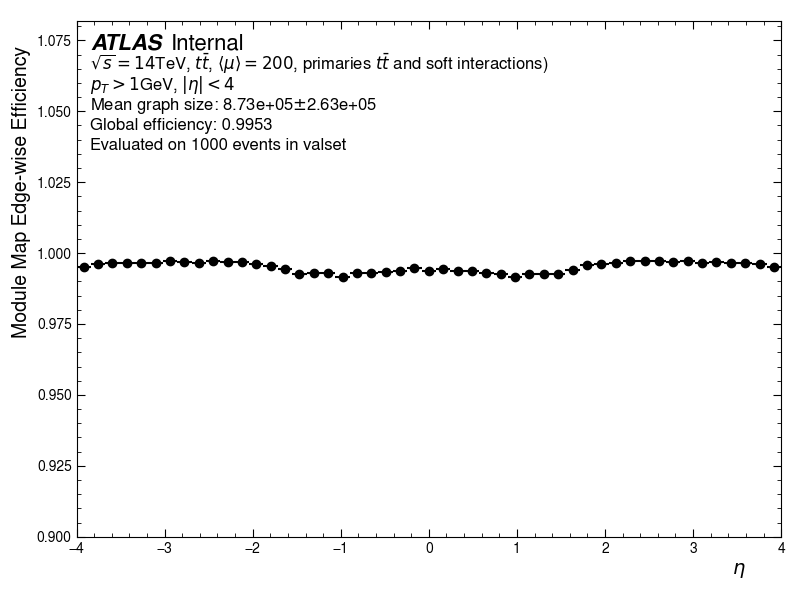 ATLAS Internal
√s = 14TeV, tt̄, ⟨μ⟩ = 200, primaries tt̄ and soft interactions)
p_T > 1GeV, |η| < 4
Mean graph size: 8.73e+05±2.63e+05
Global efficiency: 0.9953
Evaluated on 1000 events in valset
Module Map Edge-wise Efficiency
1.075
1.050
1.025
1.000
0.975
0.950
0.925
0.900
−4 −3 −2 −1 0 1 2 3 4
η